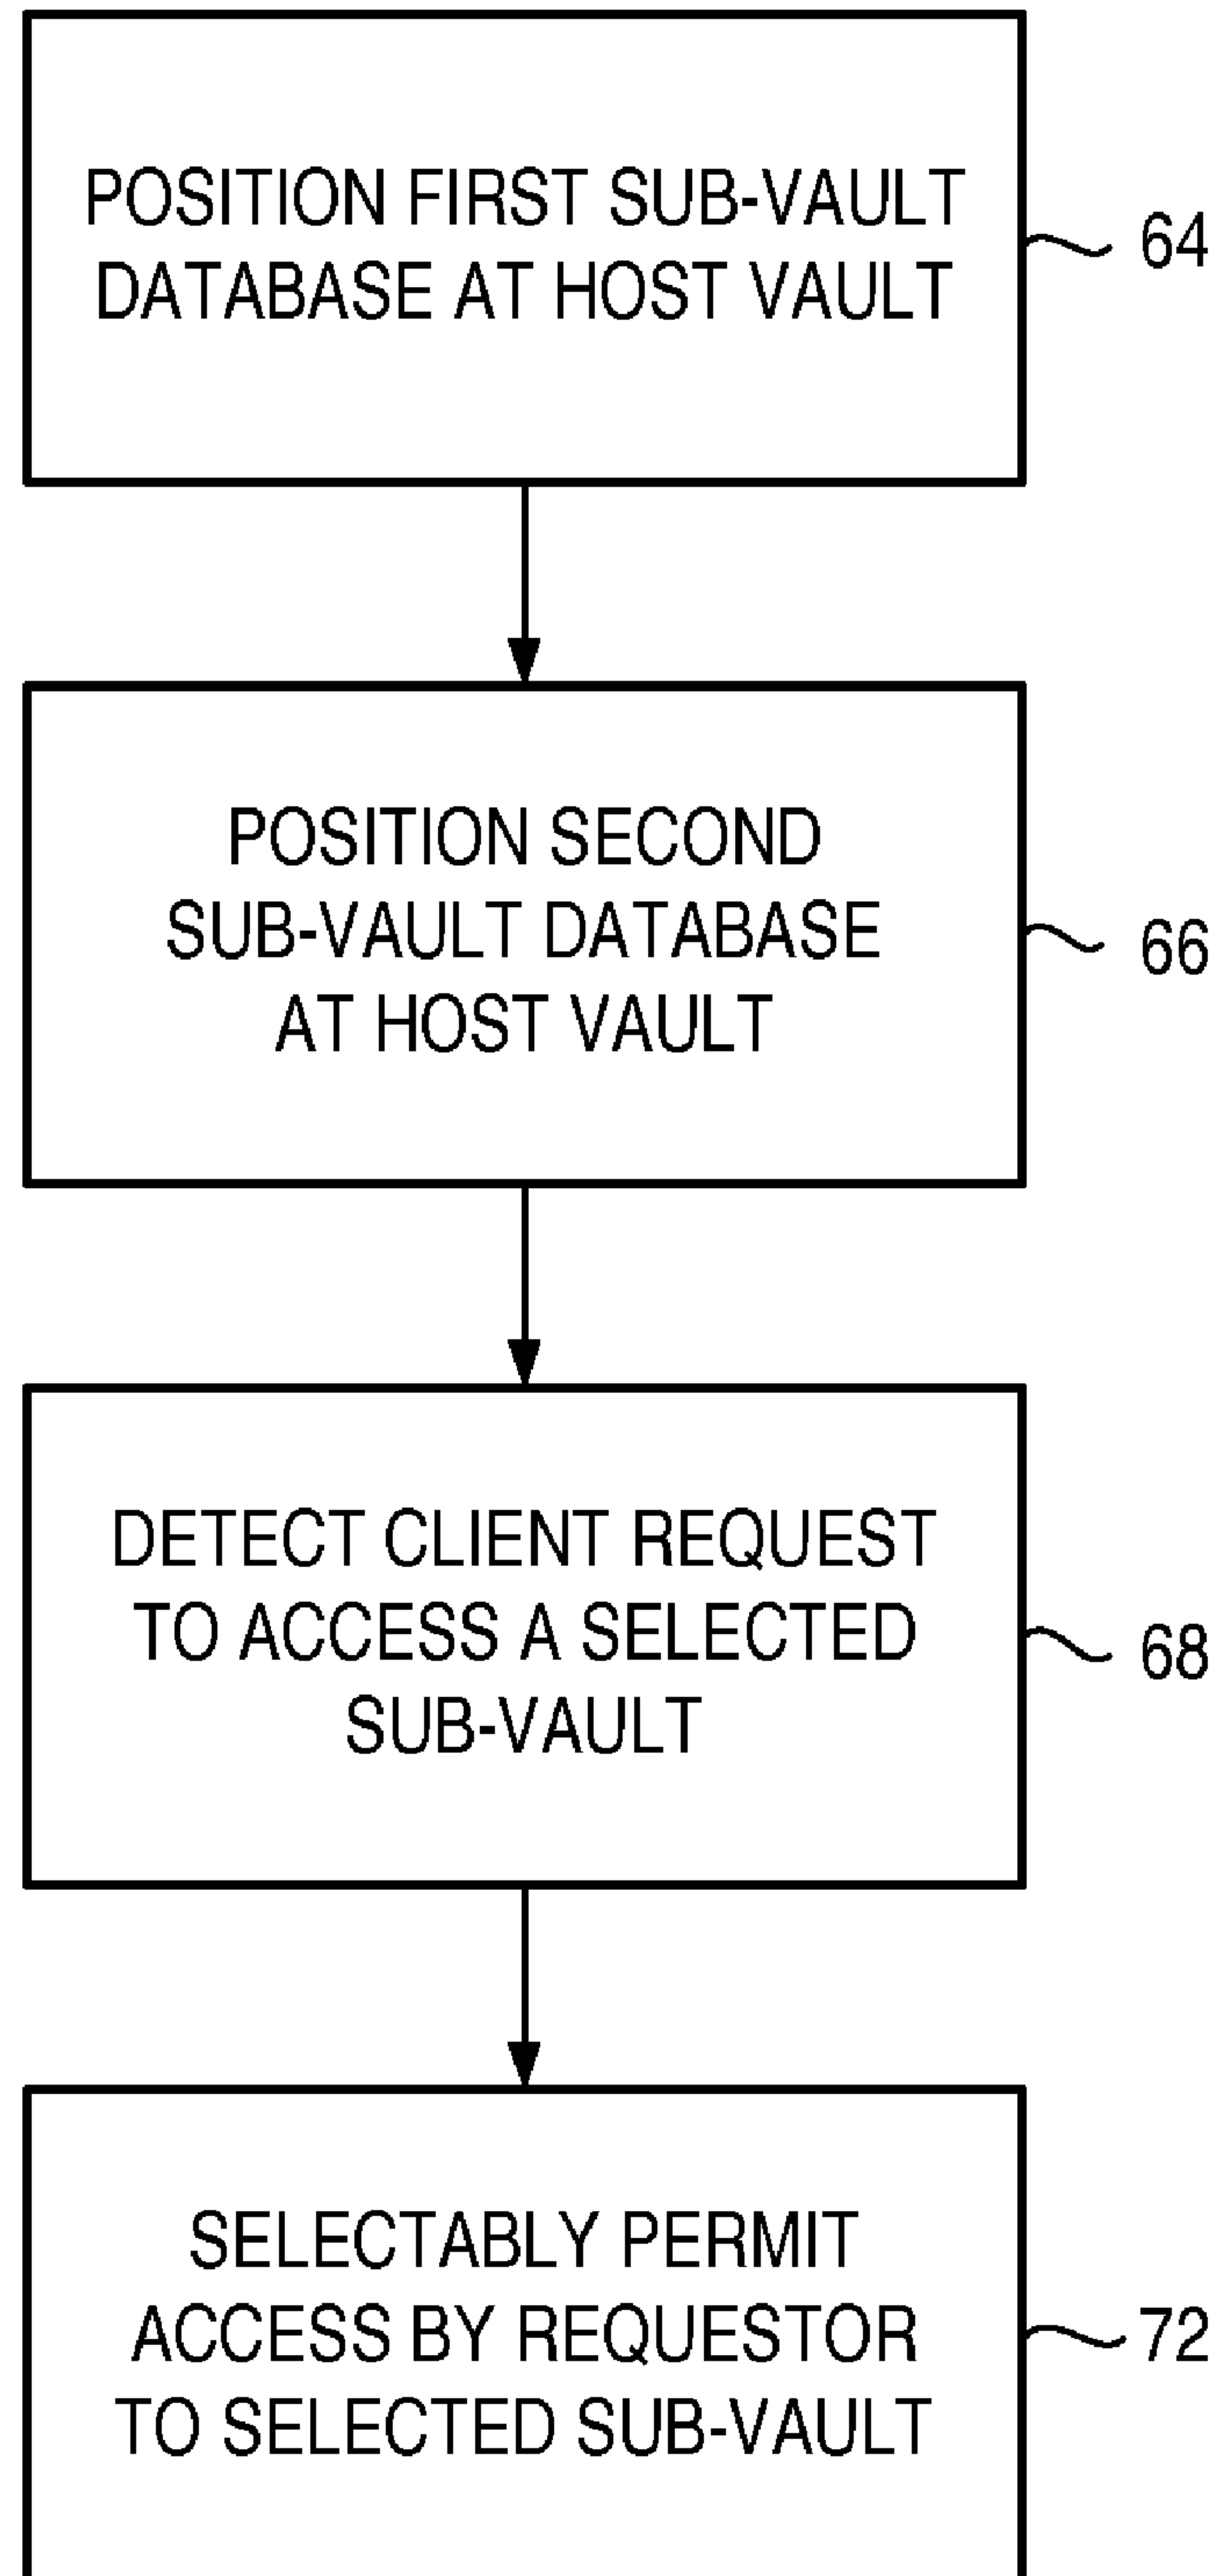 POSITION FIRST SUB-VAULT
DATABASE AT HOST VAULT
64
POSITION SECOND
SUB-VAULT DATABASE
AT HOST VAULT
66
DETECT CLIENT REQUEST
TO ACCESS A SELECTED
SUB-VAULT
68
SELECTABLY PERMIT
ACCESS BY REQUESTOR
TO SELECTED SUB-VAULT
72